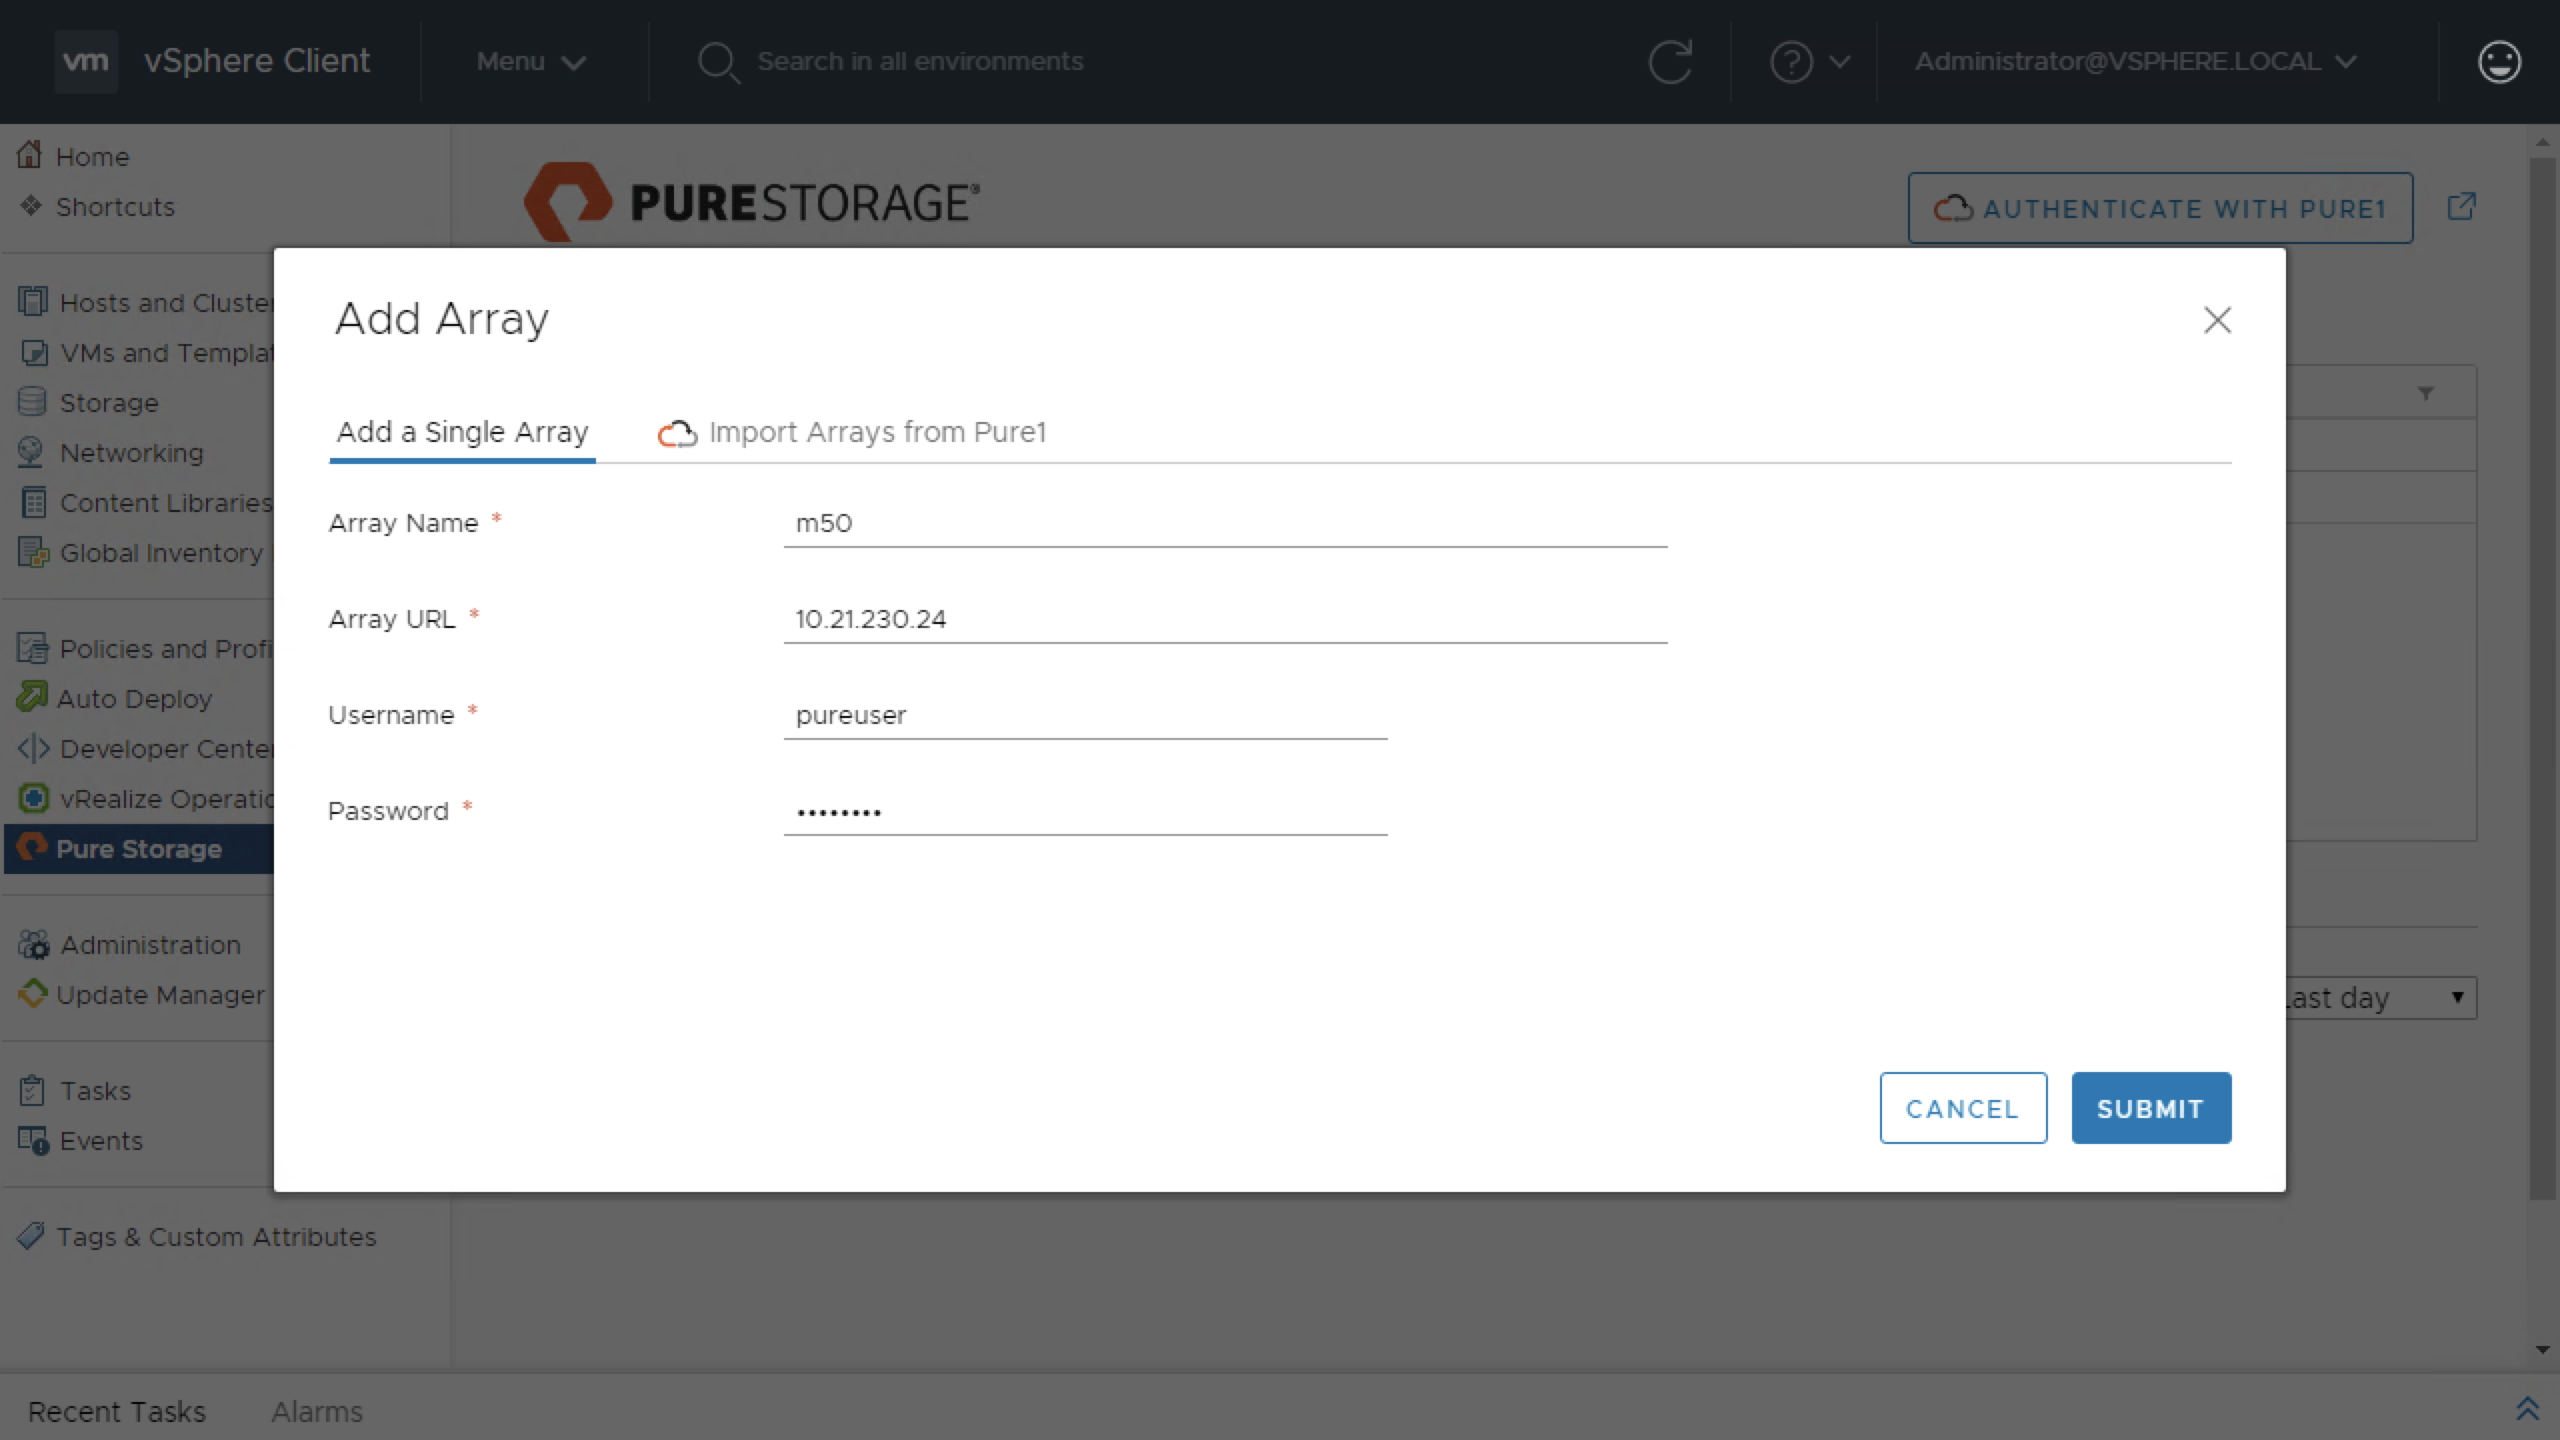 vm vSphere Client Menu Search in all environments ? Administrator@VSPHERE.LOCAL
Home
Shortcuts
PURESTORAGE®
AUTHENTICATE WITH PURE1
Hosts and Cluster
VMs and Templat
Storage
Networking
Content Libraries
Global Inventory
Policies and Profi
Auto Deploy
Developer Center
vRealize Operatio
Pure Storage
Administration
Update Manager
Tasks
Events
Tags & Custom Attributes
Add Array
Add a Single Array Import Arrays from Pure1
Array Name * m50
Array URL * 10.21.230.24
Username * pureuser
Password * ••••••••
CANCEL SUBMIT
Last day
Recent Tasks Alarms